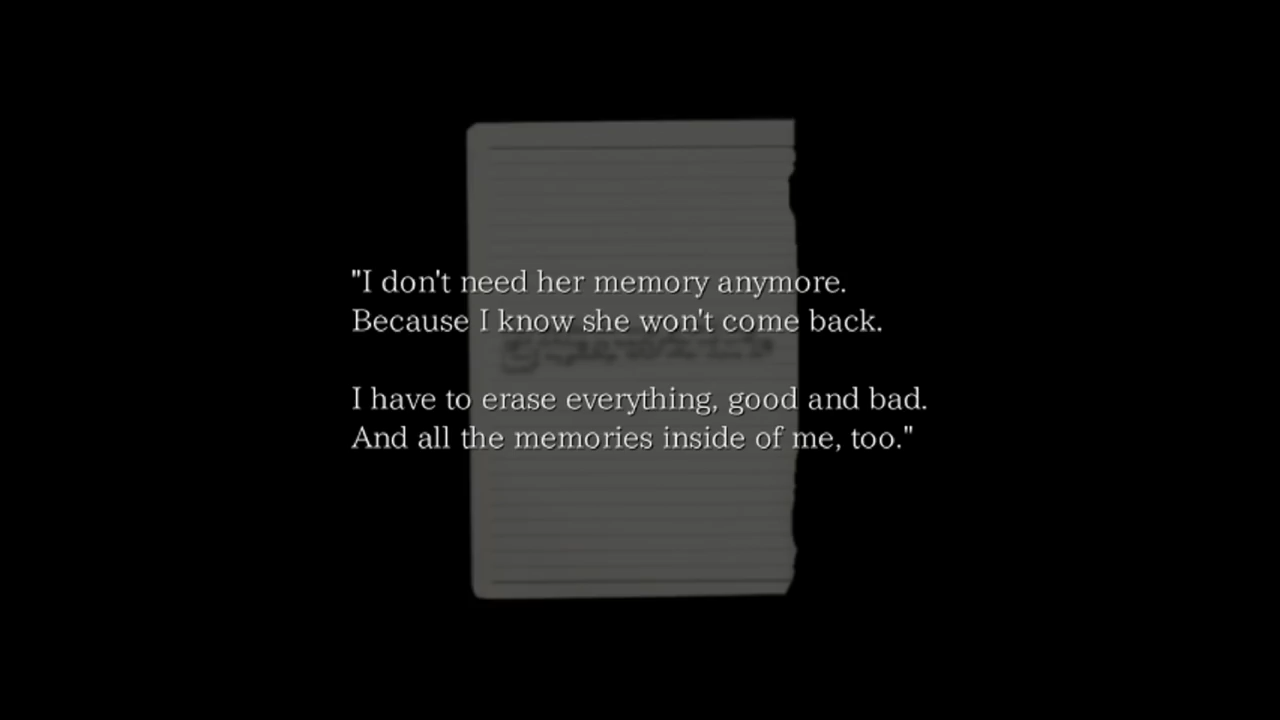 "I don't need her memory anymore.
Because I know she won't come back.
I have to erase everything, good and bad.
And all the memories inside of me, too."